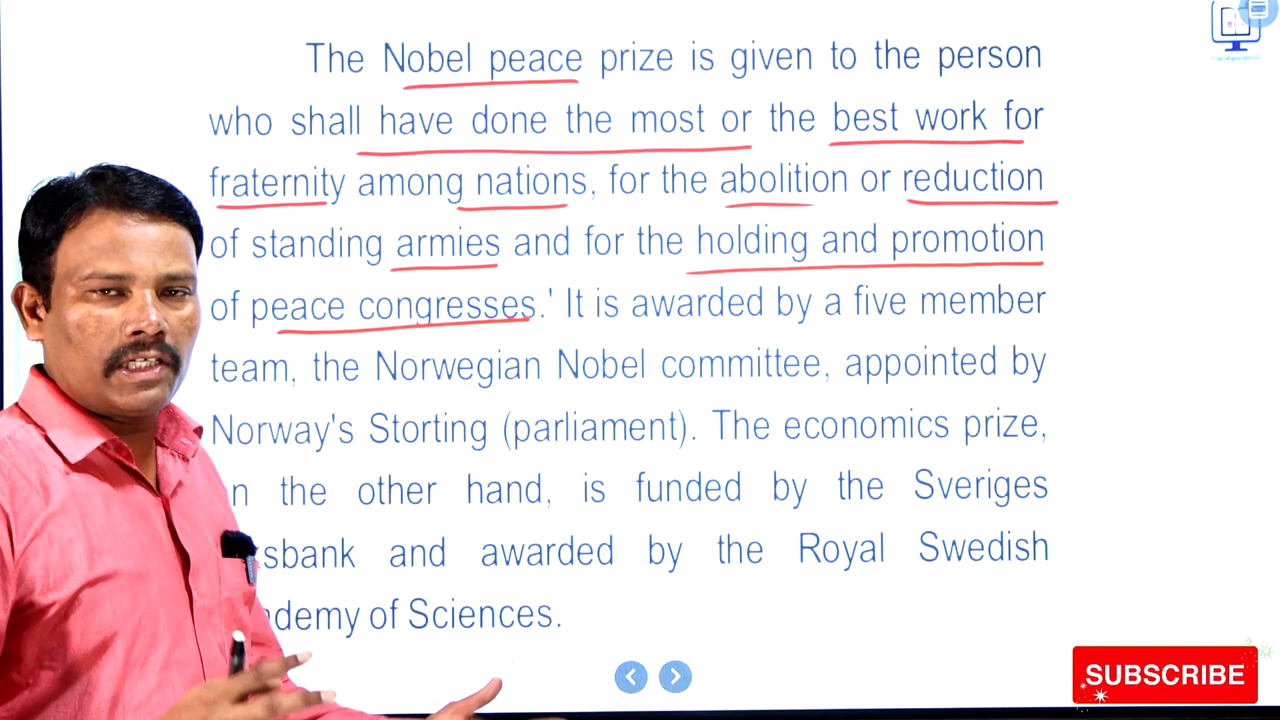 The Nobel peace prize is given to the person
who shall have done the most or the best work for
fraternity among nations, for the abolition or reduction
of standing armies and for the holding and promotion
of peace congresses.' It is awarded by a five member
team, the Norwegian Nobel committee, appointed by
Norway's Storting (parliament). The economics prize,
n the other hand, is funded by the Sveriges
sbank and awarded by the Royal Swedish
demy of Sciences.
SUBSCRIBE